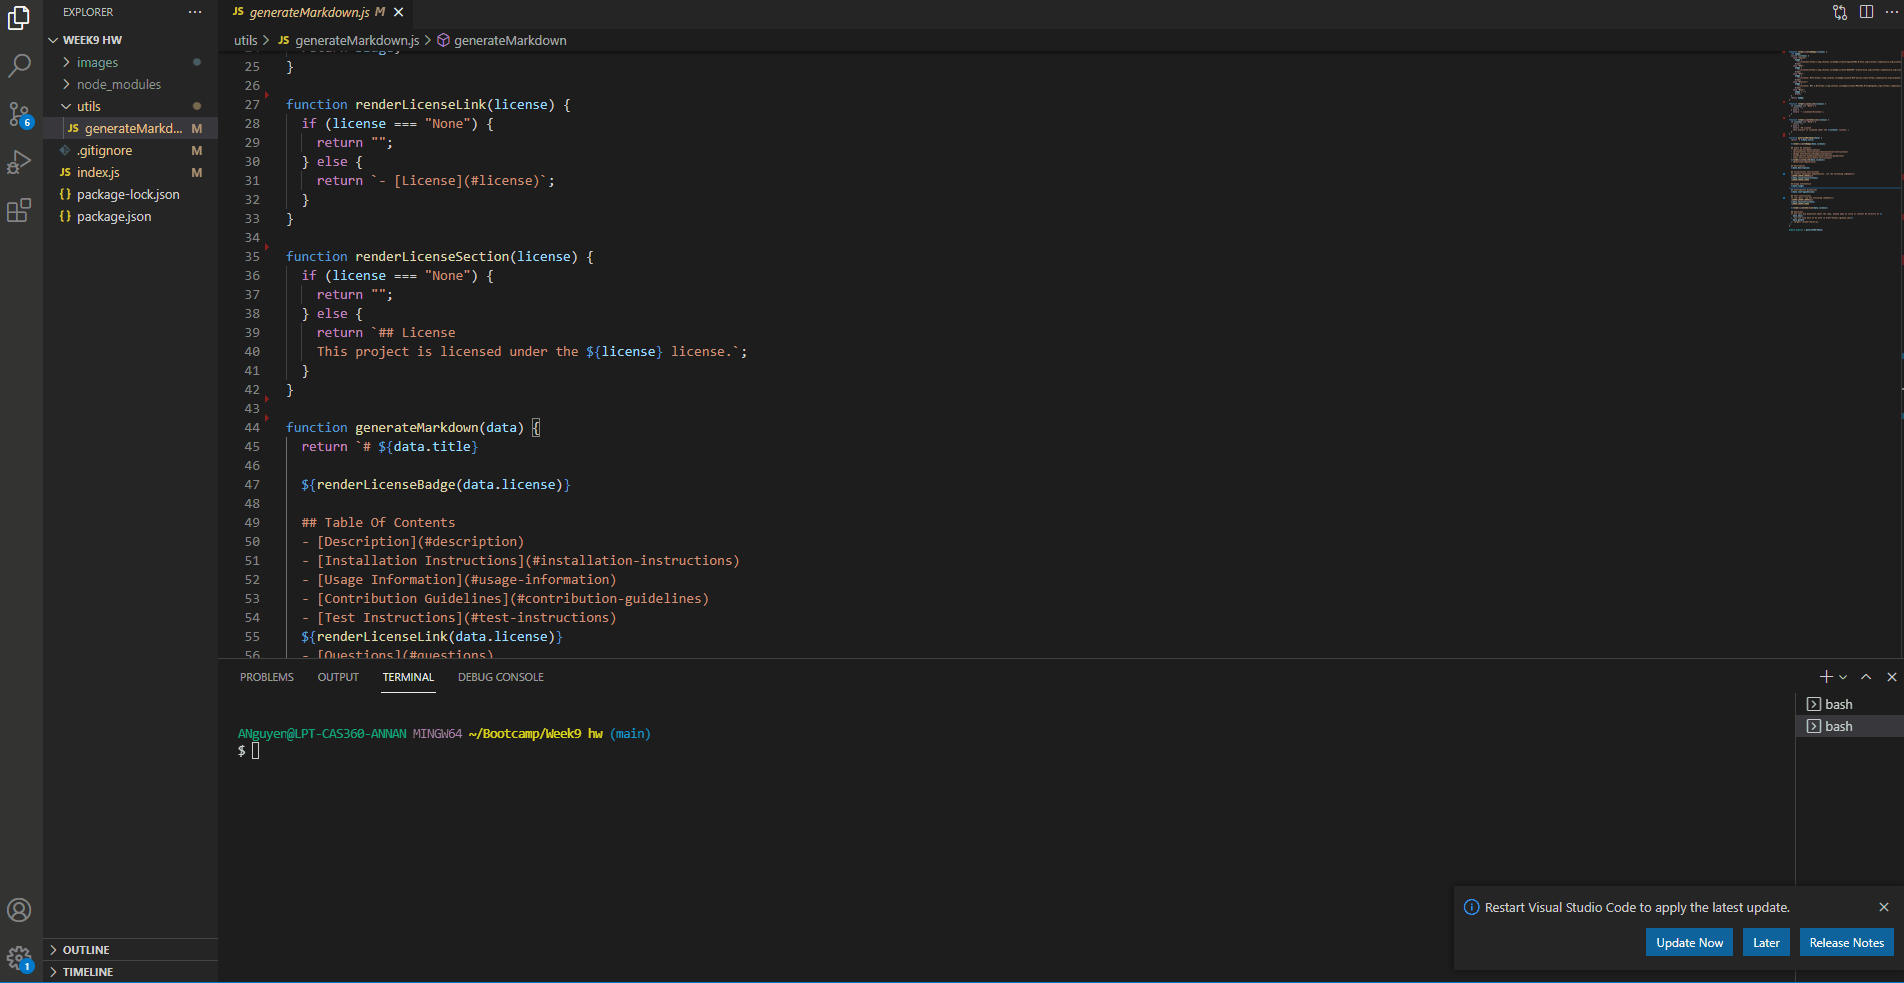 EXPLORER
WEEK9 HW
images
node_modules
utils
JS generateMarkd... M
.gitignore M
JS index.js M
{} package-lock.json
{} package.json
OUTLINE
TIMELINE
6
1
JS generateMarkdown.js M
utils > JS generateMarkdown.js > generateMarkdown
25 }
26
27 function renderLicenseLink(license) {
28 if (license === "None") {
29 return "";
30 } else {
31 return `- [License](#license)`;
32 }
33 }
34
35 function renderLicenseSection(license) {
36 if (license === "None") {
37 return "";
38 } else {
39 return `## License
40 This project is licensed under the ${license} license.`;
41 }
42 }
43
44 function generateMarkdown(data) {
45 return `# ${data.title}
46
47 ${renderLicenseBadge(data.license)}
48
49 ## Table Of Contents
50 - [Description](#description)
51 - [Installation Instructions](#installation-instructions)
52 - [Usage Information](#usage-information)
53 - [Contribution Guidelines](#contribution-guidelines)
54 - [Test Instructions](#test-instructions)
55 ${renderLicenseLink(data.license)}
56 - [Questions](#questions)
PROBLEMS OUTPUT TERMINAL DEBUG CONSOLE
ANguyen@LPT-CAS360-ANNAN MINGW64 ~/Bootcamp/Week9 hw (main)
$
bash
bash
Restart Visual Studio Code to apply the latest update.
Update Now Later Release Notes